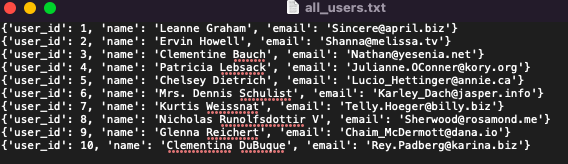 all_users.txt
{'user_id': 1, 'name': 'Leanne Graham', 'email': 'Sincere@april.biz'}
{'user_id': 2, 'name': 'Ervin Howell', 'email': 'Shanna@melissa.tv'}
{'user_id': 3, 'name': 'Clementine Bauch', 'email': 'Nathan@yesenia.net'}
{'user_id': 4, 'name': 'Patricia Lebsack', 'email': 'Julianne.OConner@kory.org'}
{'user_id': 5, 'name': 'Chelsey Dietrich', 'email': 'Lucio_Hettinger@annie.ca'}
{'user_id': 6, 'name': 'Mrs. Dennis Schulist', 'email': 'Karley_Dach@jasper.info'}
{'user_id': 7, 'name': 'Kurtis Weissnat', 'email': 'Telly.Hoeger@billy.biz'}
{'user_id': 8, 'name': 'Nicholas Runolfsdottir V', 'email': 'Sherwood@rosamond.me'}
{'user_id': 9, 'name': 'Glenna Reichert', 'email': 'Chaim_McDermott@dana.io'}
{'user_id': 10, 'name': 'Clementina DuBuque', 'email': 'Rey.Padberg@karina.biz'}